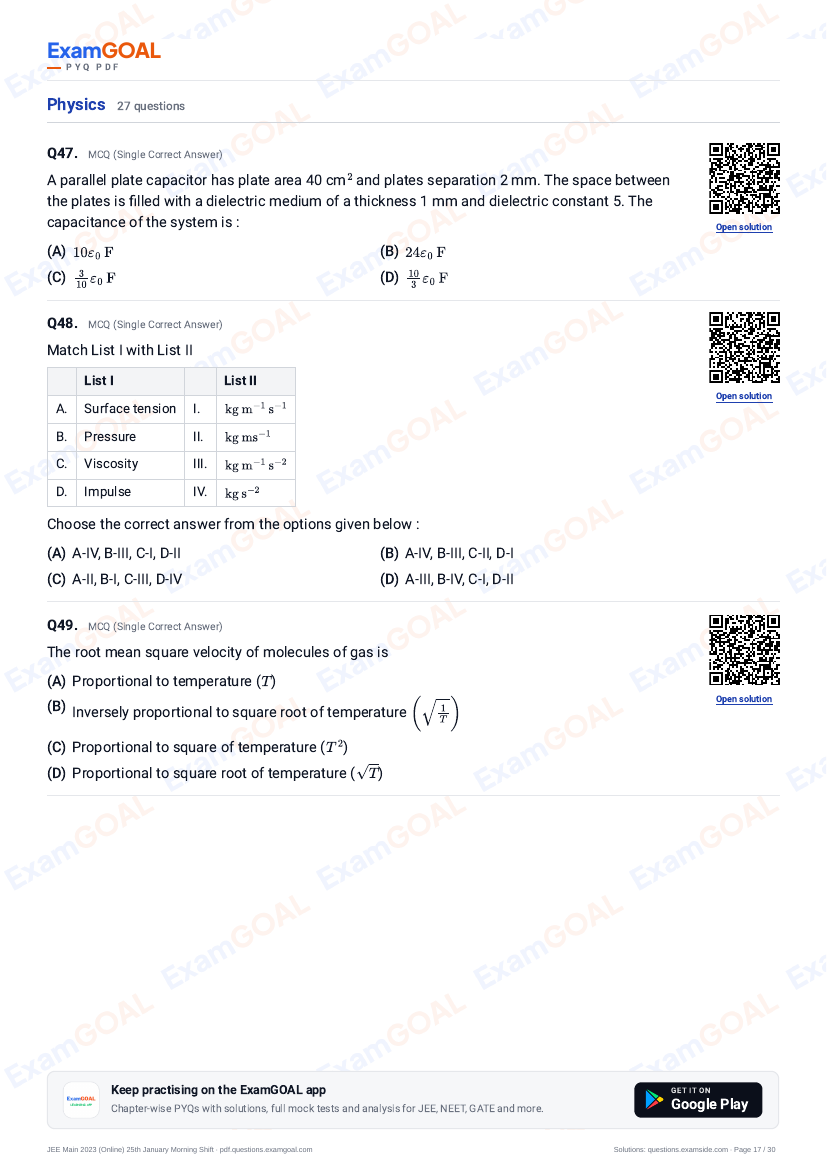 ExamGOAL
PYQ PDF
Physics 27 questions
Q47. MCQ (Single Correct Answer)
A parallel plate capacitor has plate area 40 cm² and plates separation 2 mm. The space between
the plates is filled with a dielectric medium of a thickness 1 mm and dielectric constant 5. The
capacitance of the system is :
(A) 10ε₀ F
(B) 24ε₀ F
(C) 3/10 ε₀ F
(D) 10/3 ε₀ F
Open solution
Q48. MCQ (Single Correct Answer)
Match List I with List II
List I List II
A. Surface tension I. kg m⁻¹ s⁻¹
B. Pressure II. kg ms⁻¹
C. Viscosity III. kg m⁻¹ s⁻²
D. Impulse IV. kg s⁻²
Choose the correct answer from the options given below :
(A) A-IV, B-III, C-I, D-II
(B) A-IV, B-III, C-II, D-I
(C) A-II, B-I, C-III, D-IV
(D) A-III, B-IV, C-I, D-II
Open solution
Q49. MCQ (Single Correct Answer)
The root mean square velocity of molecules of gas is
(A) Proportional to temperature (T)
(B) Inversely proportional to square root of temperature (√(1/T))
(C) Proportional to square of temperature (T²)
(D) Proportional to square root of temperature (√T)
Open solution
ExamGOAL
Keep practising on the ExamGOAL app
Chapter-wise PYQs with solutions, full mock tests and analysis for JEE, NEET, GATE and more.
GET IT ON
Google Play
JEE Main 2023 (Online) 25th January Morning Shift · pdf.questions.examgoal.com
Solutions: questions.examside.com · Page 17 / 30